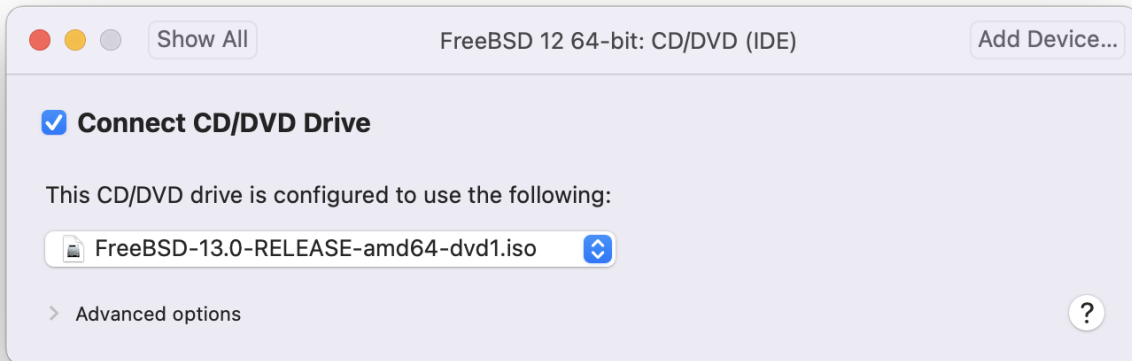 Show All FreeBSD 12 64-bit: CD/DVD (IDE) Add Device...
Connect CD/DVD Drive
This CD/DVD drive is configured to use the following:
FreeBSD-13.0-RELEASE-amd64-dvd1.iso
Advanced options ?